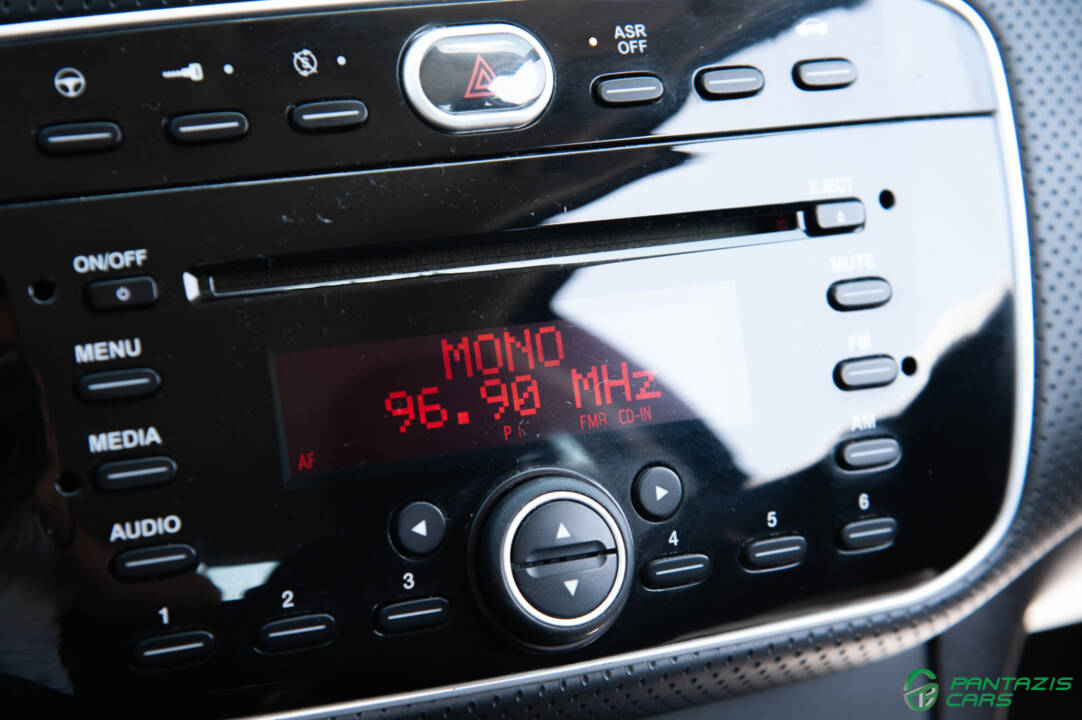 ASR
OFF
EJECT
ON/OFF
MUTE
MENU
MONO
FM
96.90 MHz
FMA CD-IN
AF
MEDIA
AM
AUDIO
1
2
3
4
5
6
PANTAZIS
CARS